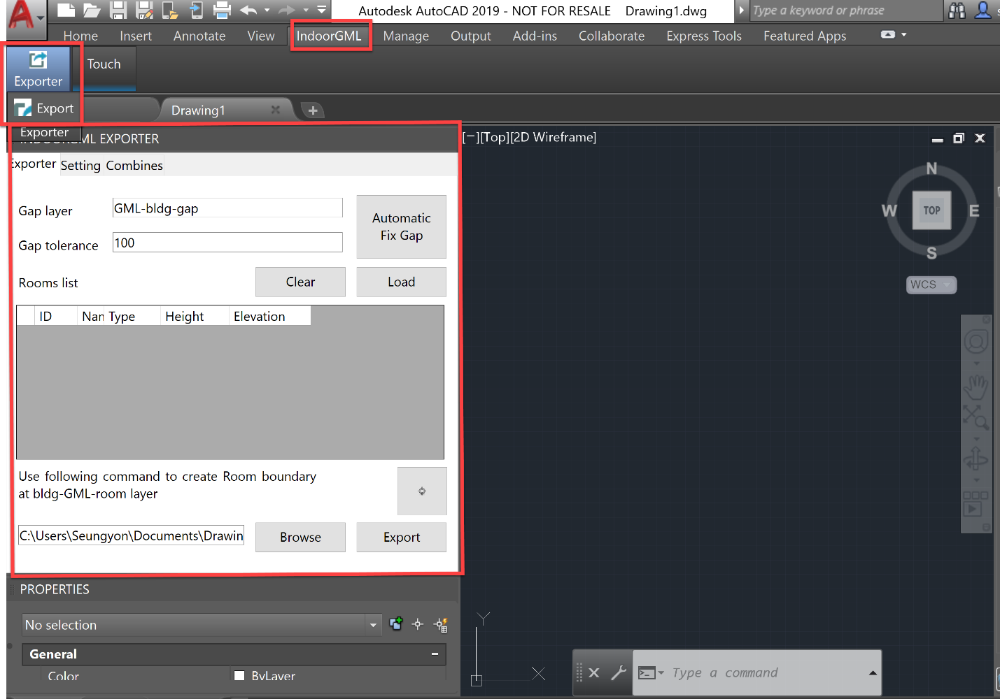 Autodesk AutoCAD 2019 - NOT FOR RESALE Drawing1.dwg
Type a keyword or phrase
Home Insert Annotate View IndoorGML Manage Output Add-ins Collaborate Express Tools Featured Apps
Exporter
Touch
Export
Drawing1
Exporter
EXPORTER
Exporter Setting Combines
Gap layer GML-bldg-gap
Automatic
Fix Gap
Gap tolerance 100
Rooms list Clear Load
ID Nan Type Height Elevation
Use following command to create Room boundary
at bldg-GML-room layer
C:\Users\Seungyon\Documents\Drawin Browse Export
PROPERTIES
No selection
General
Color ByLayer
[−][Top][2D Wireframe]
N
W TOP E
S
WCS
Y
X
Type a command